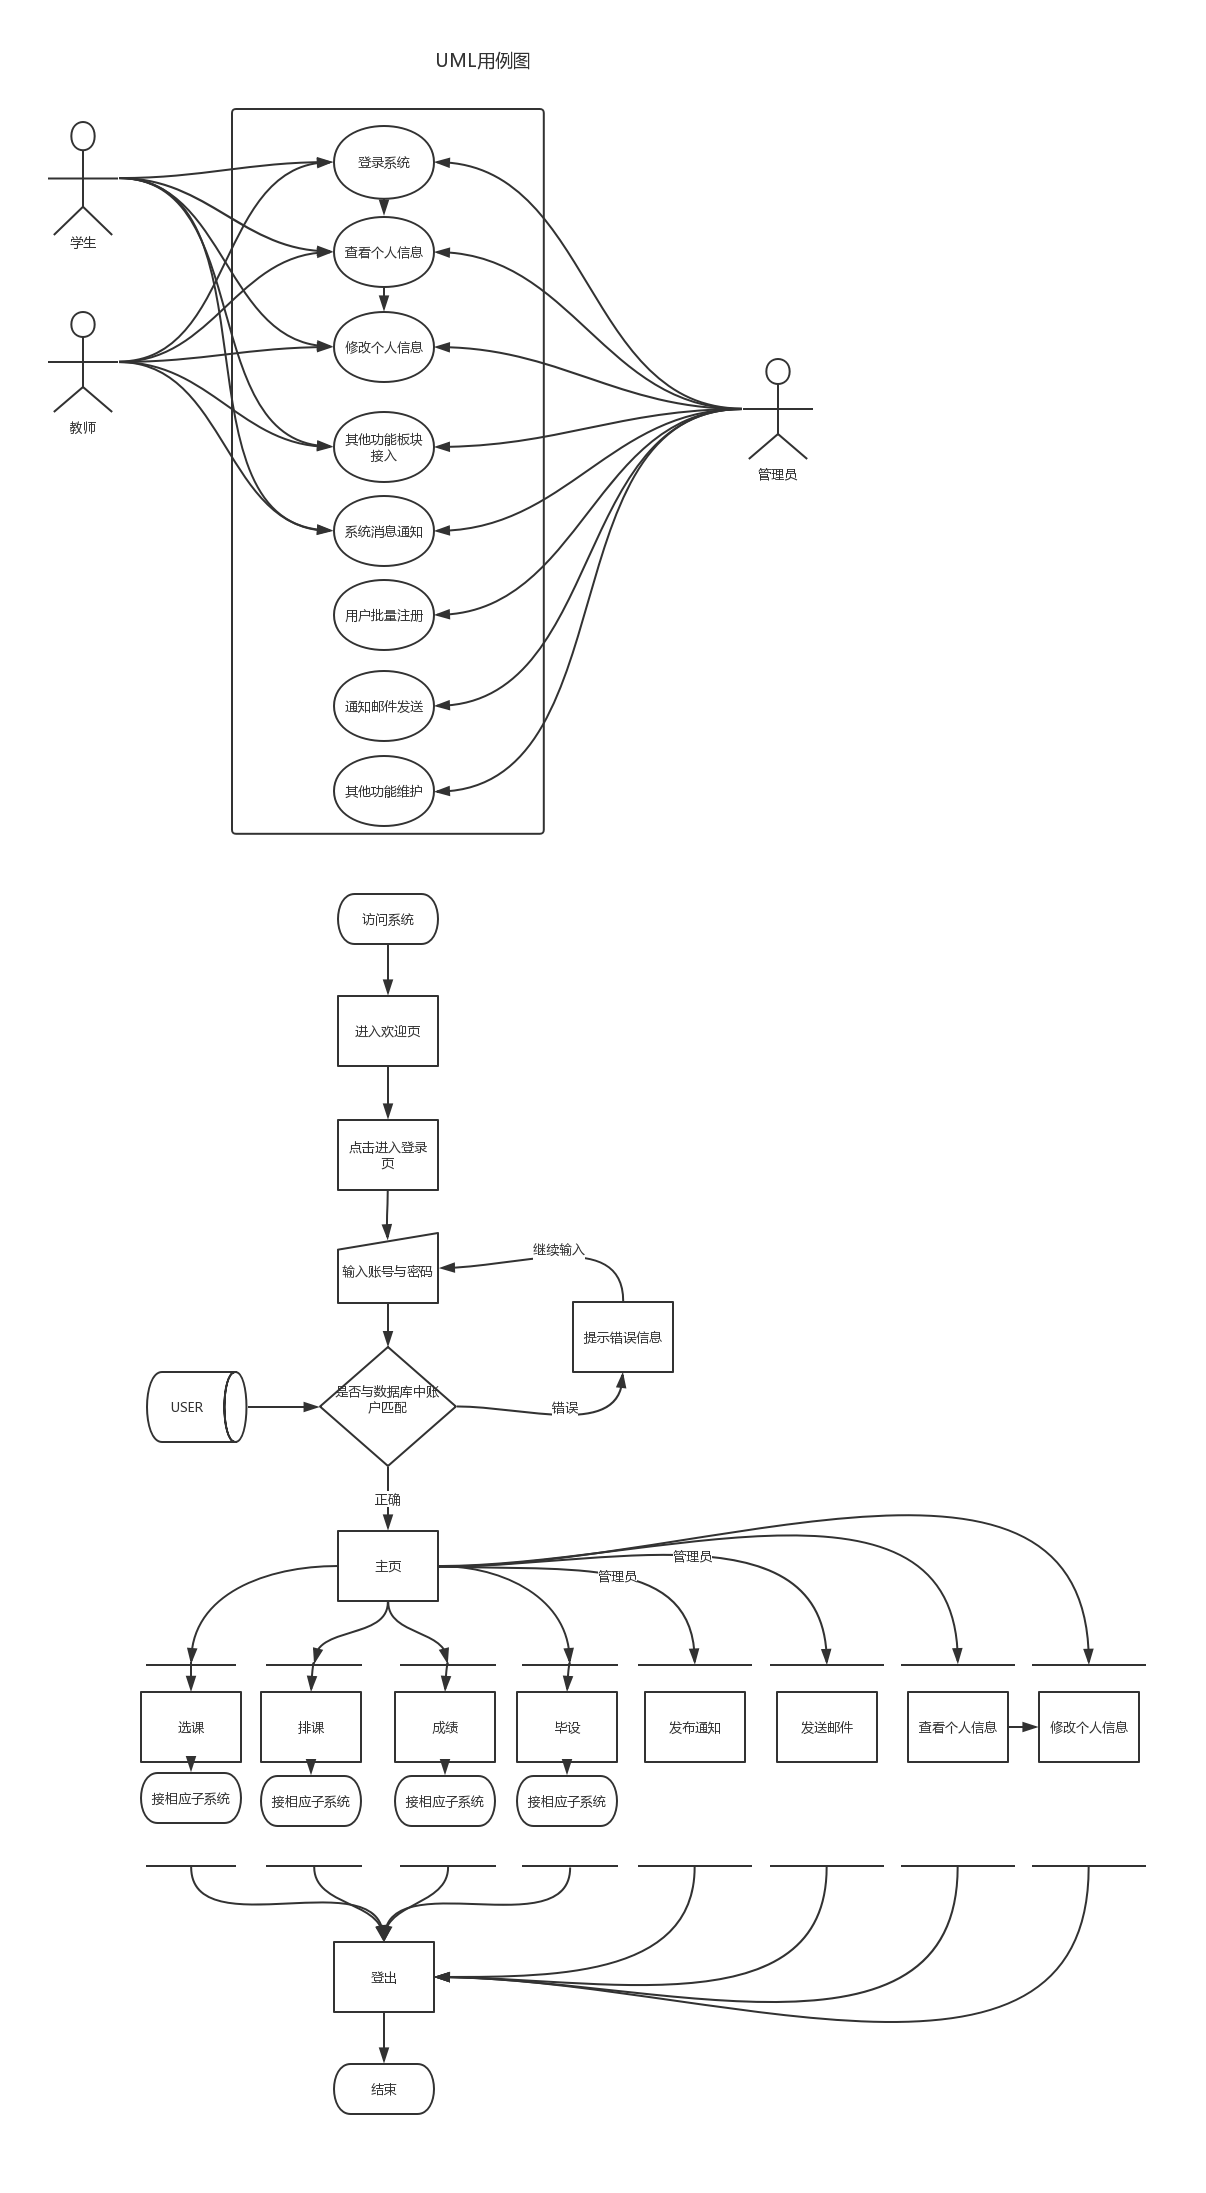 UML用例图
登录系统
学生
查看个人信息
修改个人信息
教师
其他功能板块
接入
管理员
系统消息通知
用户批量注册
通知邮件发送
其他功能维护
访问系统
进入欢迎页
点击进入登录
页
继续输入
输入账号与密码
提示错误信息
是否与数据库中账
户匹配
USER
错误
正确
主页
管理员
管理员
选课
排课
成绩
毕设
发布通知
发送邮件
查看个人信息
修改个人信息
接相应子系统
接相应子系统
接相应子系统
接相应子系统
登出
结束